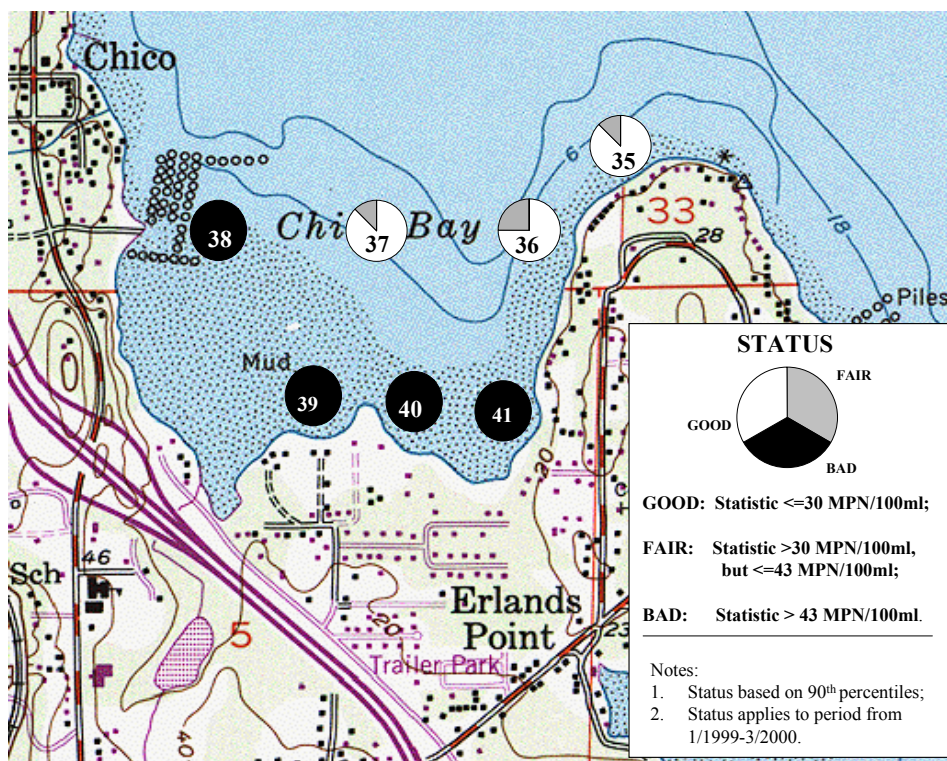 Chico
35
6
33
28
18
38
Chi
37
Bay
36
Piles
Mud
39
40
41
20
STATUS
FAIR
GOOD
BAD
GOOD: Statistic <=30 MPN/100ml;
FAIR: Statistic >30 MPN/100ml,
but <=43 MPN/100ml;
BAD: Statistic > 43 MPN/100ml.
Notes:
1. Status based on 90th percentiles;
2. Status applies to period from
1/1999-3/2000.
46
Sch
5
Erlands
Point
20
23
Trailer Park
40